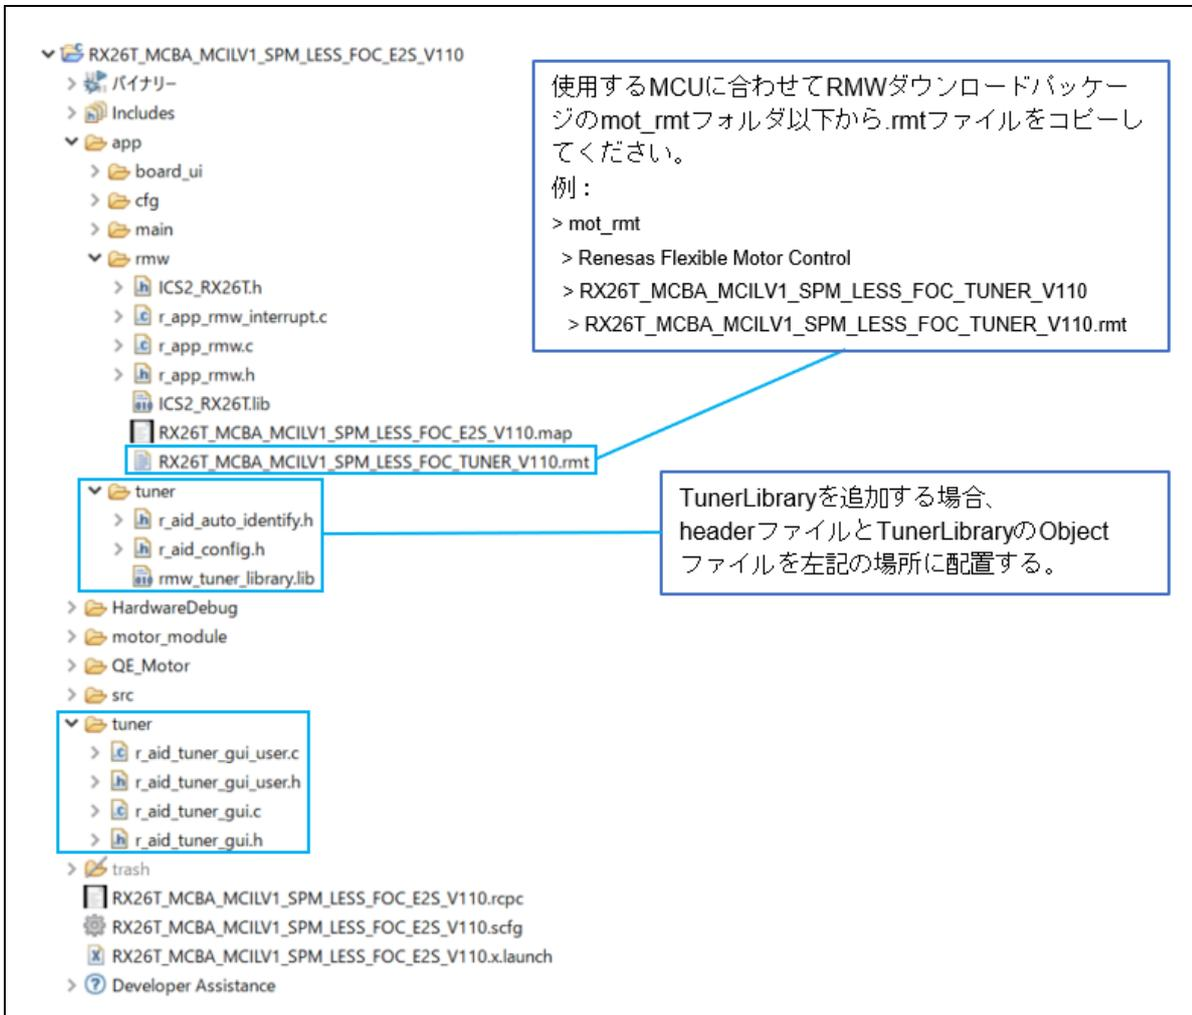 RX26T_MCBA_MCILV1_SPM_LESS_FOC_E2S_V110
バイナリー
Includes
app
board_ui
cfg
main
rmw
ICS2_RX26T.h
r_app_rmw_interrupt.c
r_app_rmw.c
r_app_rmw.h
ICS2_RX26T.lib
RX26T_MCBA_MCILV1_SPM_LESS_FOC_E2S_V110.map
RX26T_MCBA_MCILV1_SPM_LESS_FOC_TUNER_V110.rmt
tuner
r_aid_auto_identify.h
r_aid_config.h
rmw_tuner_library.lib
HardwareDebug
motor_module
QE_Motor
src
tuner
r_aid_tuner_gui_user.c
r_aid_tuner_gui_user.h
r_aid_tuner_gui.c
r_aid_tuner_gui.h
trash
RX26T_MCBA_MCILV1_SPM_LESS_FOC_E2S_V110.rcpc
RX26T_MCBA_MCILV1_SPM_LESS_FOC_E2S_V110.scfg
RX26T_MCBA_MCILV1_SPM_LESS_FOC_E2S_V110.x.launch
Developer Assistance
使用するMCUに合わせてRMWダウンロードパッケー
ジのmot_rmtフォルダ以下から.rmtファイルをコピーし
てください。
例：
> mot_rmt
> Renesas Flexible Motor Control
> RX26T_MCBA_MCILV1_SPM_LESS_FOC_TUNER_V110
> RX26T_MCBA_MCILV1_SPM_LESS_FOC_TUNER_V110.rmt
TunerLibraryを追加する場合、
headerファイルとTunerLibraryのObject
ファイルを左記の場所に配置する。